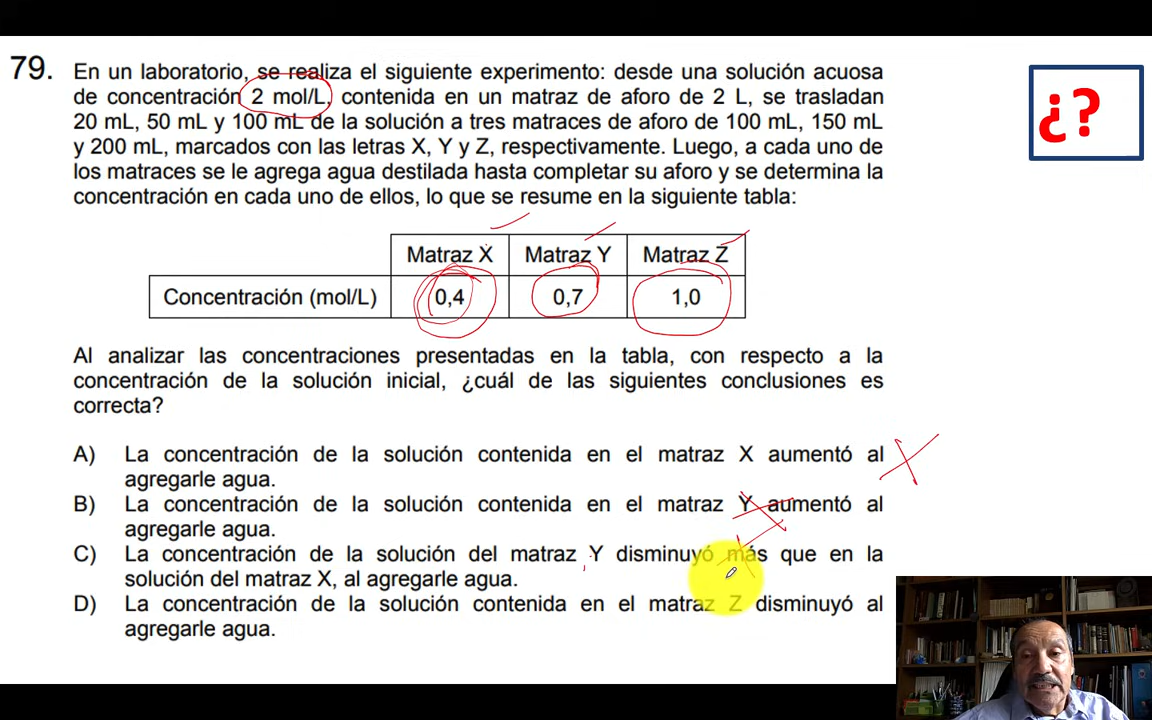 79. En un laboratorio, se realiza el siguiente experimento: desde una solución acuosa
de concentración 2 mol/L, contenida en un matraz de aforo de 2 L, se trasladan
20 mL, 50 mL y 100 mL de la solución a tres matraces de aforo de 100 mL, 150 mL
y 200 mL, marcados con las letras X, Y y Z, respectivamente. Luego, a cada uno de
los matraces se le agrega agua destilada hasta completar su aforo y se determina la
concentración en cada uno de ellos, lo que se resume en la siguiente tabla:
¿?
Matraz X Matraz Y Matraz Z
Concentración (mol/L) 0,4 0,7 1,0
Al analizar las concentraciones presentadas en la tabla, con respecto a la
concentración de la solución inicial, ¿cuál de las siguientes conclusiones es
correcta?
A) La concentración de la solución contenida en el matraz X aumentó al
agregarle agua.
B) La concentración de la solución contenida en el matraz Y aumentó al
agregarle agua.
C) La concentración de la solución del matraz Y disminuyó más que en la
solución del matraz X, al agregarle agua.
D) La concentración de la solución contenida en el matraz Z disminuyó al
agregarle agua.